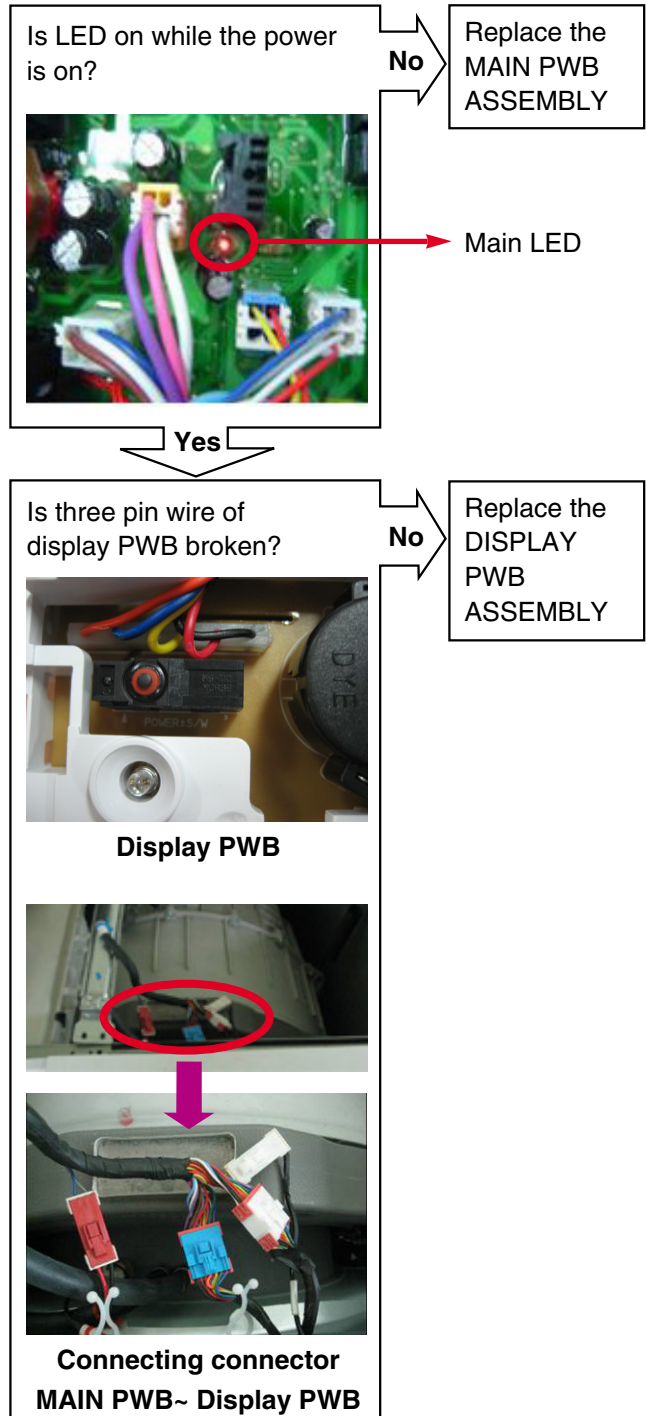 Is LED on while the power
is on?
No
Replace the
MAIN PWB
ASSEMBLY
Main LED
Yes
Is three pin wire of
display PWB broken?
No
Replace the
DISPLAY
PWB
ASSEMBLY
DYE
POWER S/W
Display PWB
Connecting connector
MAIN PWB~ Display PWB